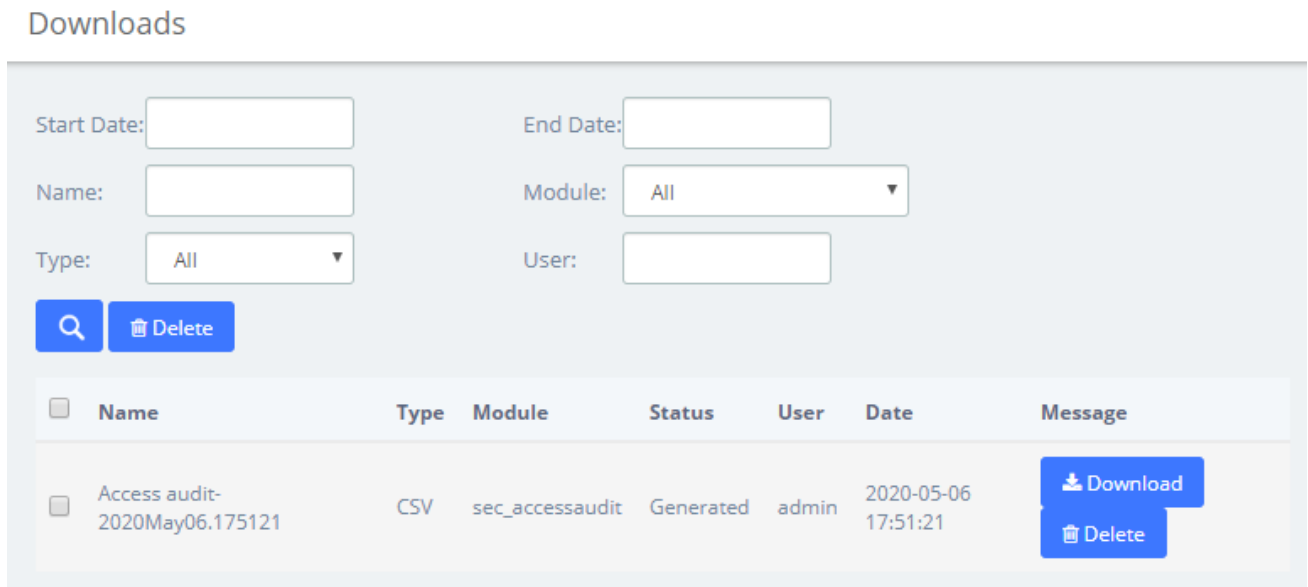 Downloads
Start Date: End Date:
Name: Module: All
Type: All User:
Delete
Name Type Module Status User Date Message
Access audit-
2020May06.175121 CSV sec_accessaudit Generated admin 2020-05-06
17:51:21
Download
Delete